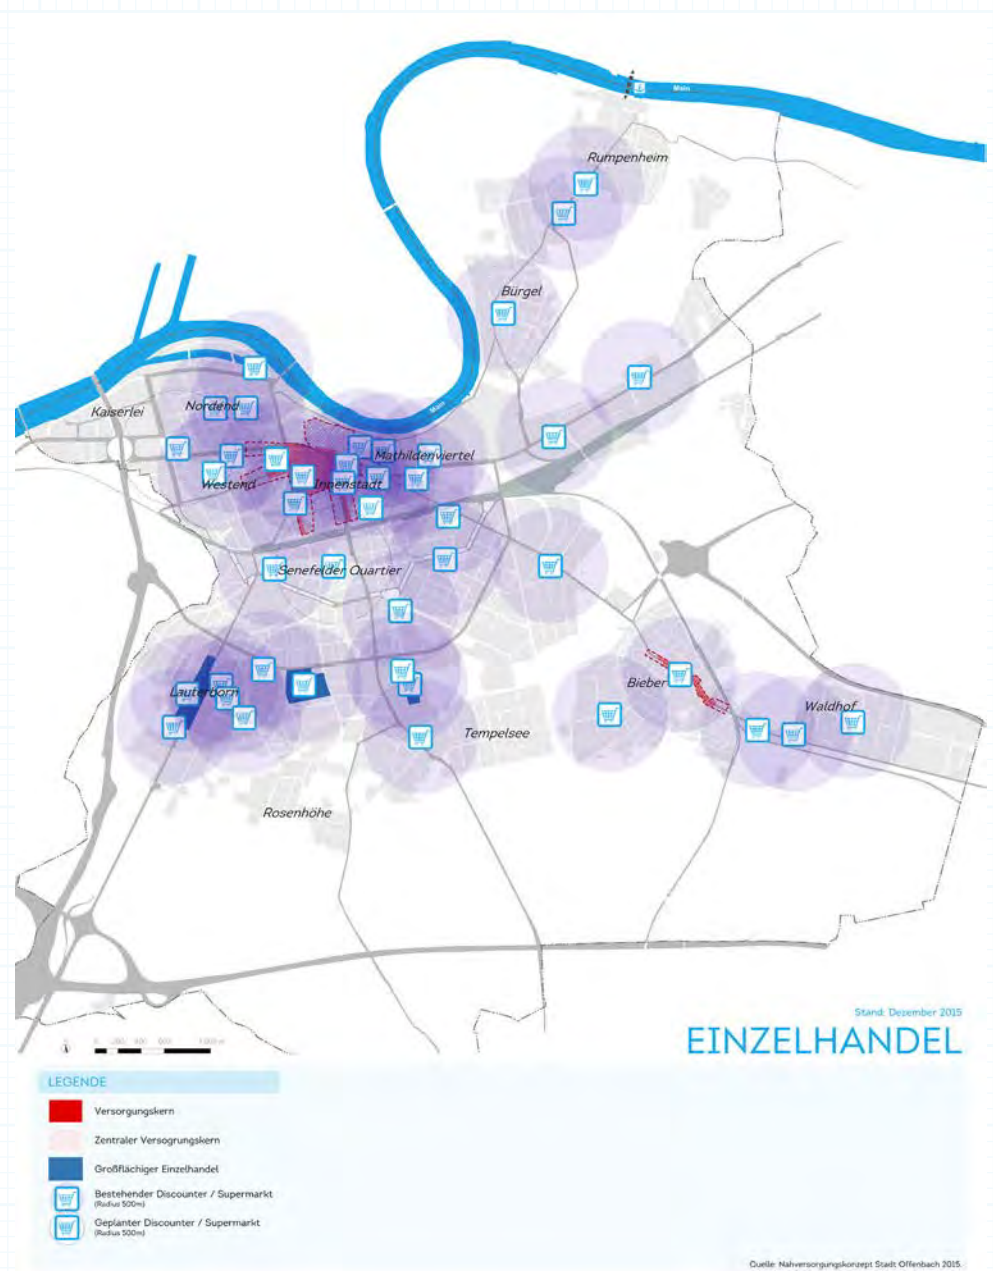 Main
Rumpenheim
Bürgel
Kaiserlei
Nordend
Main
Mathildenviertel
Westend
Innenstadt
Senefelder Quartier
Lauterborn
Bieber
Waldhof
Tempelsee
Rosenhöhe
Stand: Dezember 2015
EINZELHANDEL
LEGENDE
Versorgungskern
Zentraler Versogrungskern
Großflächiger Einzelhandel
Bestehender Discounter / Supermarkt
(Radius 500m)
Geplanter Discounter / Supermarkt
(Radius 500m)
Quelle: Nahversorgungskonzept Stadt Offenbach 2015.